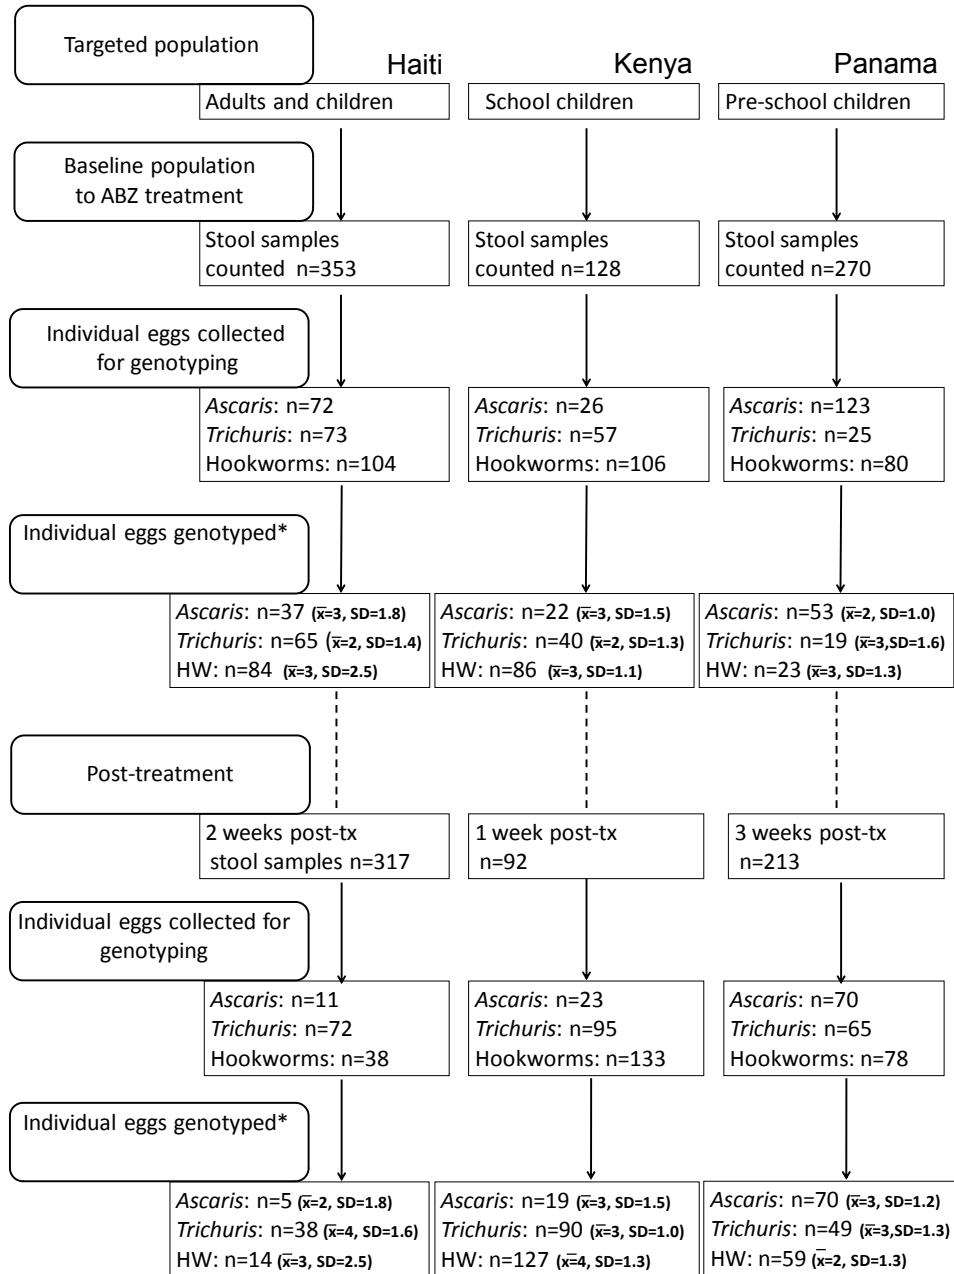 Targeted population
Haiti
Kenya
Panama
Adults and children
School children
Pre-school children
Baseline population
to ABZ treatment
Stool samples
counted n=353
Stool samples
counted n=128
Stool samples
counted n=270
Individual eggs collected
for genotyping
Ascaris: n=72
Trichuris: n=73
Hookworms: n=104
Ascaris: n=26
Trichuris: n=57
Hookworms: n=106
Ascaris: n=123
Trichuris: n=25
Hookworms: n=80
Individual eggs genotyped*
Ascaris: n=37 (x̅=3, SD=1.8)
Trichuris: n=65 (x̅=2, SD=1.4)
HW: n=84 (x̅=3, SD=2.5)
Ascaris: n=22 (x̅=3, SD=1.5)
Trichuris: n=40 (x̅=2, SD=1.3)
HW: n=86 (x̅=3, SD=1.1)
Ascaris: n=53 (x̅=2, SD=1.0)
Trichuris: n=19 (x̅=3,SD=1.6)
HW: n=23 (x̅=3, SD=1.3)
Post-treatment
2 weeks post-tx
stool samples n=317
1 week post-tx
n=92
3 weeks post-tx
n=213
Individual eggs collected for
genotyping
Ascaris: n=11
Trichuris: n=72
Hookworms: n=38
Ascaris: n=23
Trichuris: n=95
Hookworms: n=133
Ascaris: n=70
Trichuris: n=65
Hookworms: n=78
Individual eggs genotyped*
Ascaris: n=5 (x̅=2, SD=1.8)
Trichuris: n=38 (x̅=4, SD=1.6)
HW: n=14 (x̅=3, SD=2.5)
Ascaris: n=19 (x̅=3, SD=1.5)
Trichuris: n=90 (x̅=3, SD=1.0)
HW: n=127 (x̅=4, SD=1.3)
Ascaris: n=70 (x̅=3, SD=1.2)
Trichuris: n=49 (x̅=3,SD=1.3)
HW: n=59 (x̅=2, SD=1.3)